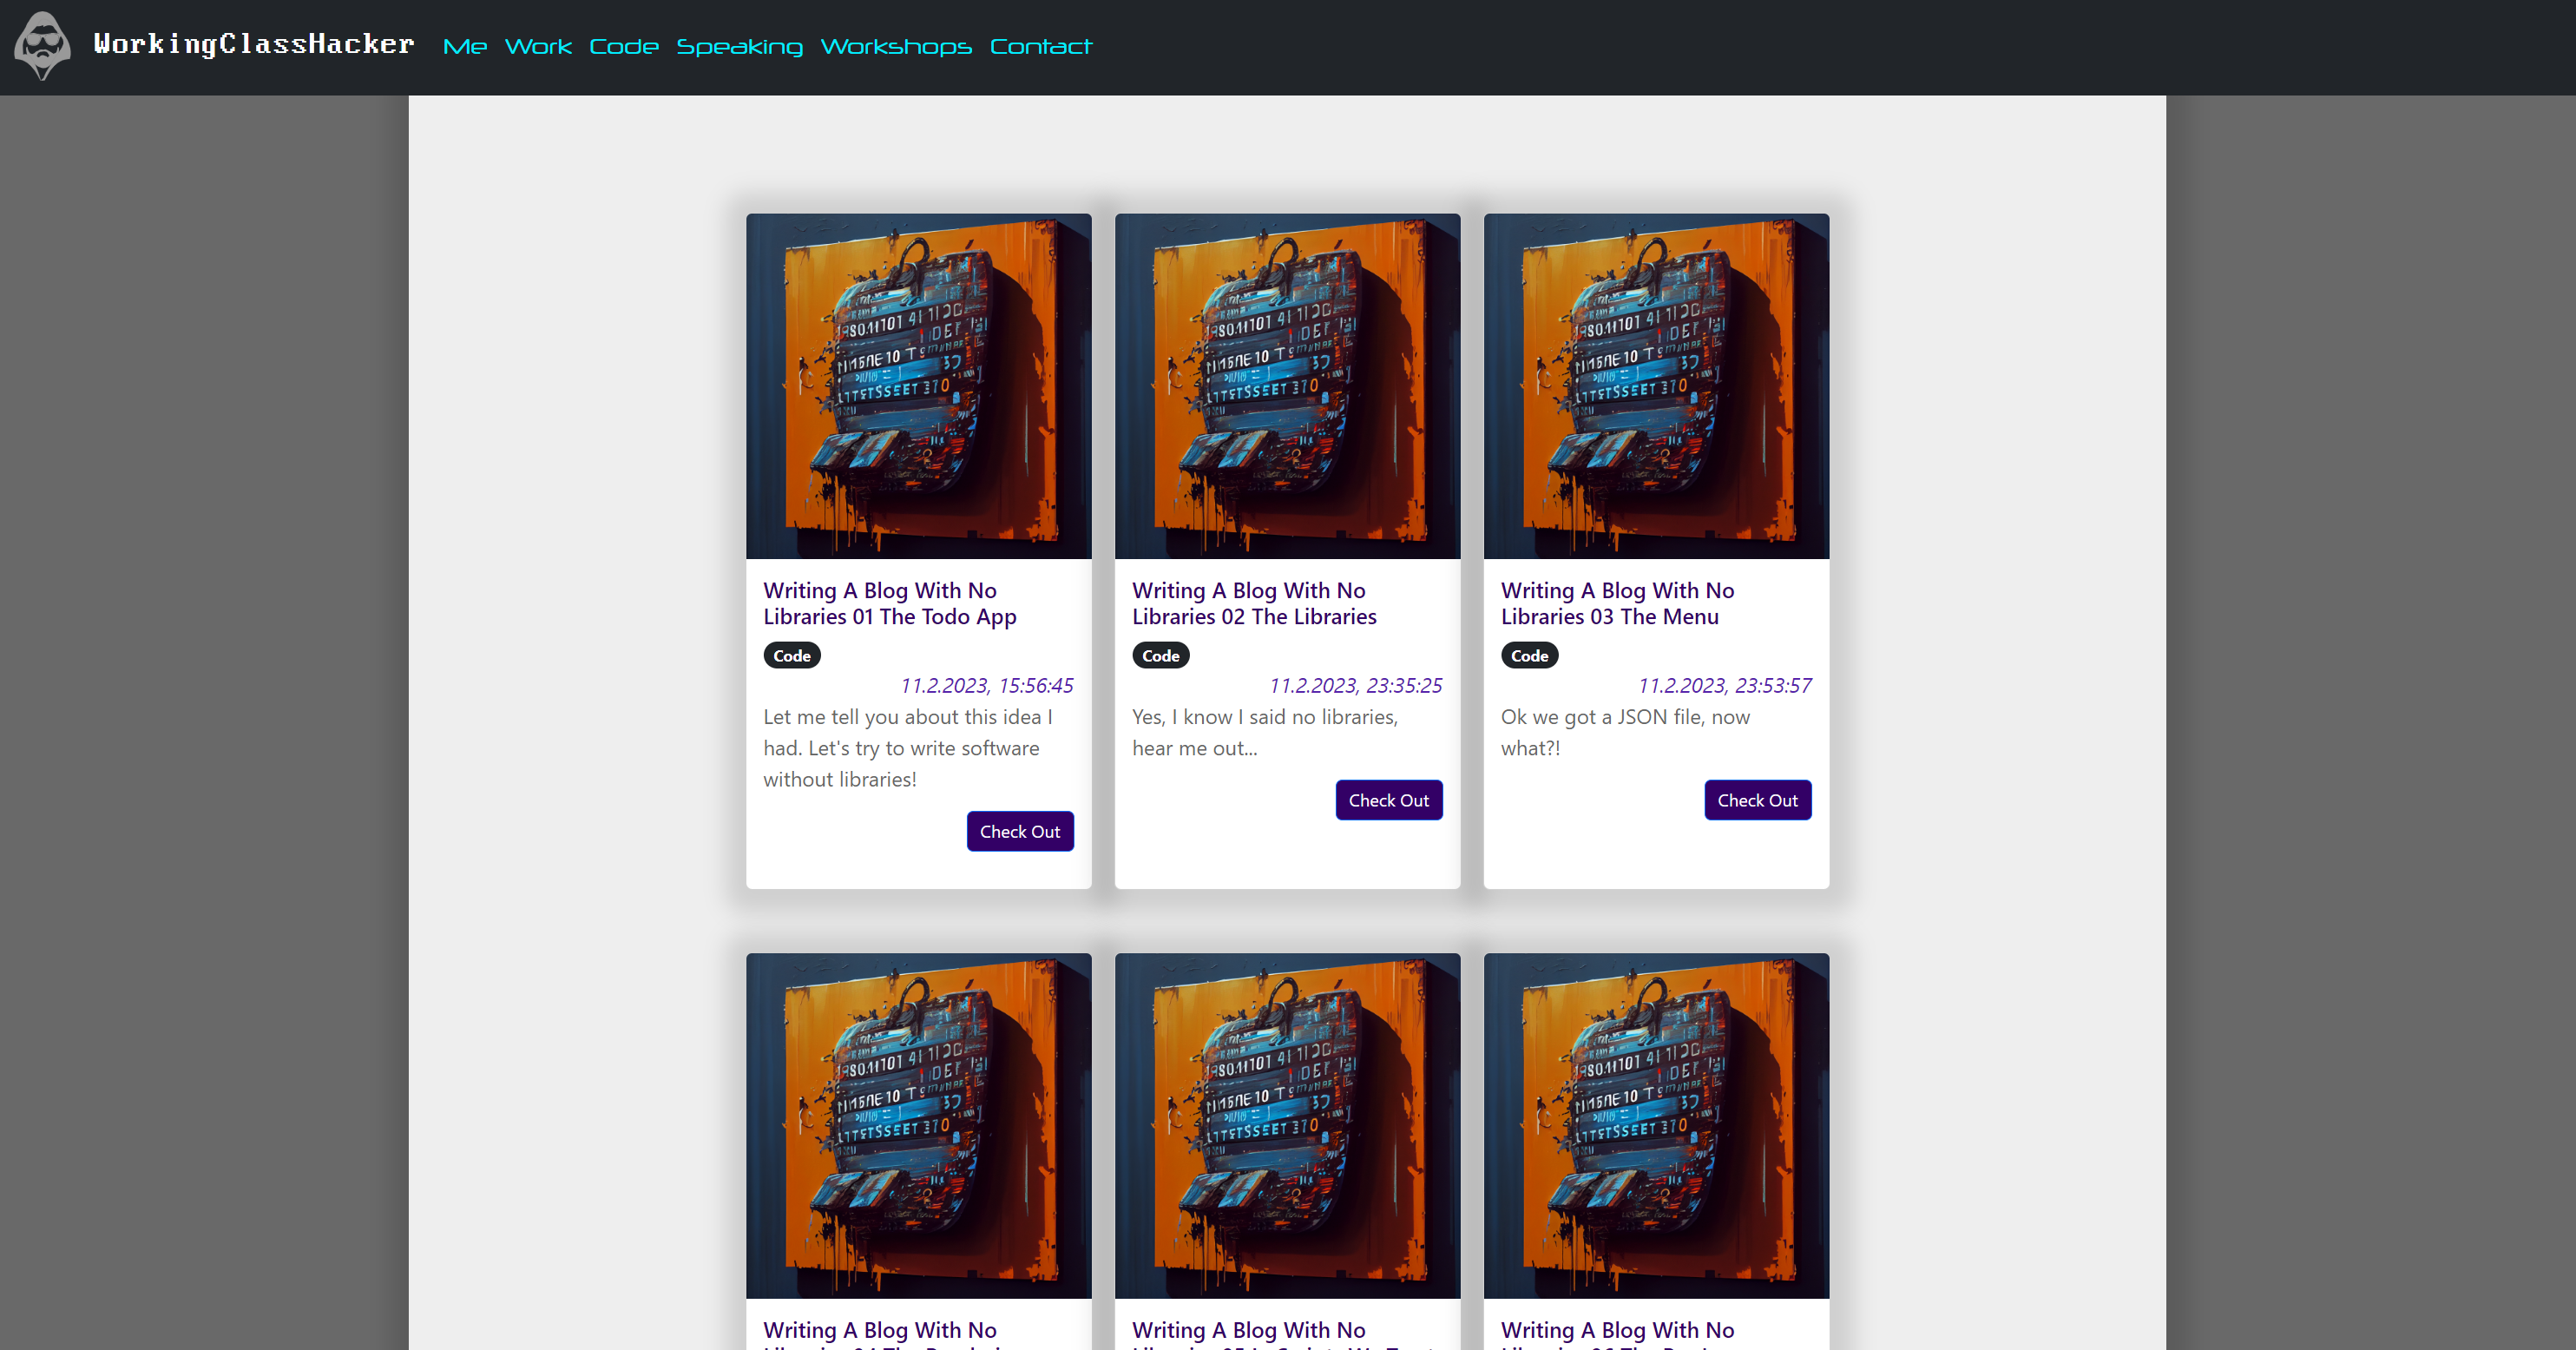 WorkingClassHacker Me Work Code Speaking Workshops Contact
Writing A Blog With No
Libraries 01 The Todo App
Code
11.2.2023, 15:56:45
Let me tell you about this idea I
had. Let's try to write software
without libraries!
Check Out
Writing A Blog With No
Libraries 02 The Libraries
Code
11.2.2023, 23:35:25
Yes, I know I said no libraries,
hear me out...
Check Out
Writing A Blog With No
Libraries 03 The Menu
Code
11.2.2023, 23:53:57
Ok we got a JSON file, now
what?!
Check Out
Writing A Blog With No
Writing A Blog With No
Writing A Blog With No